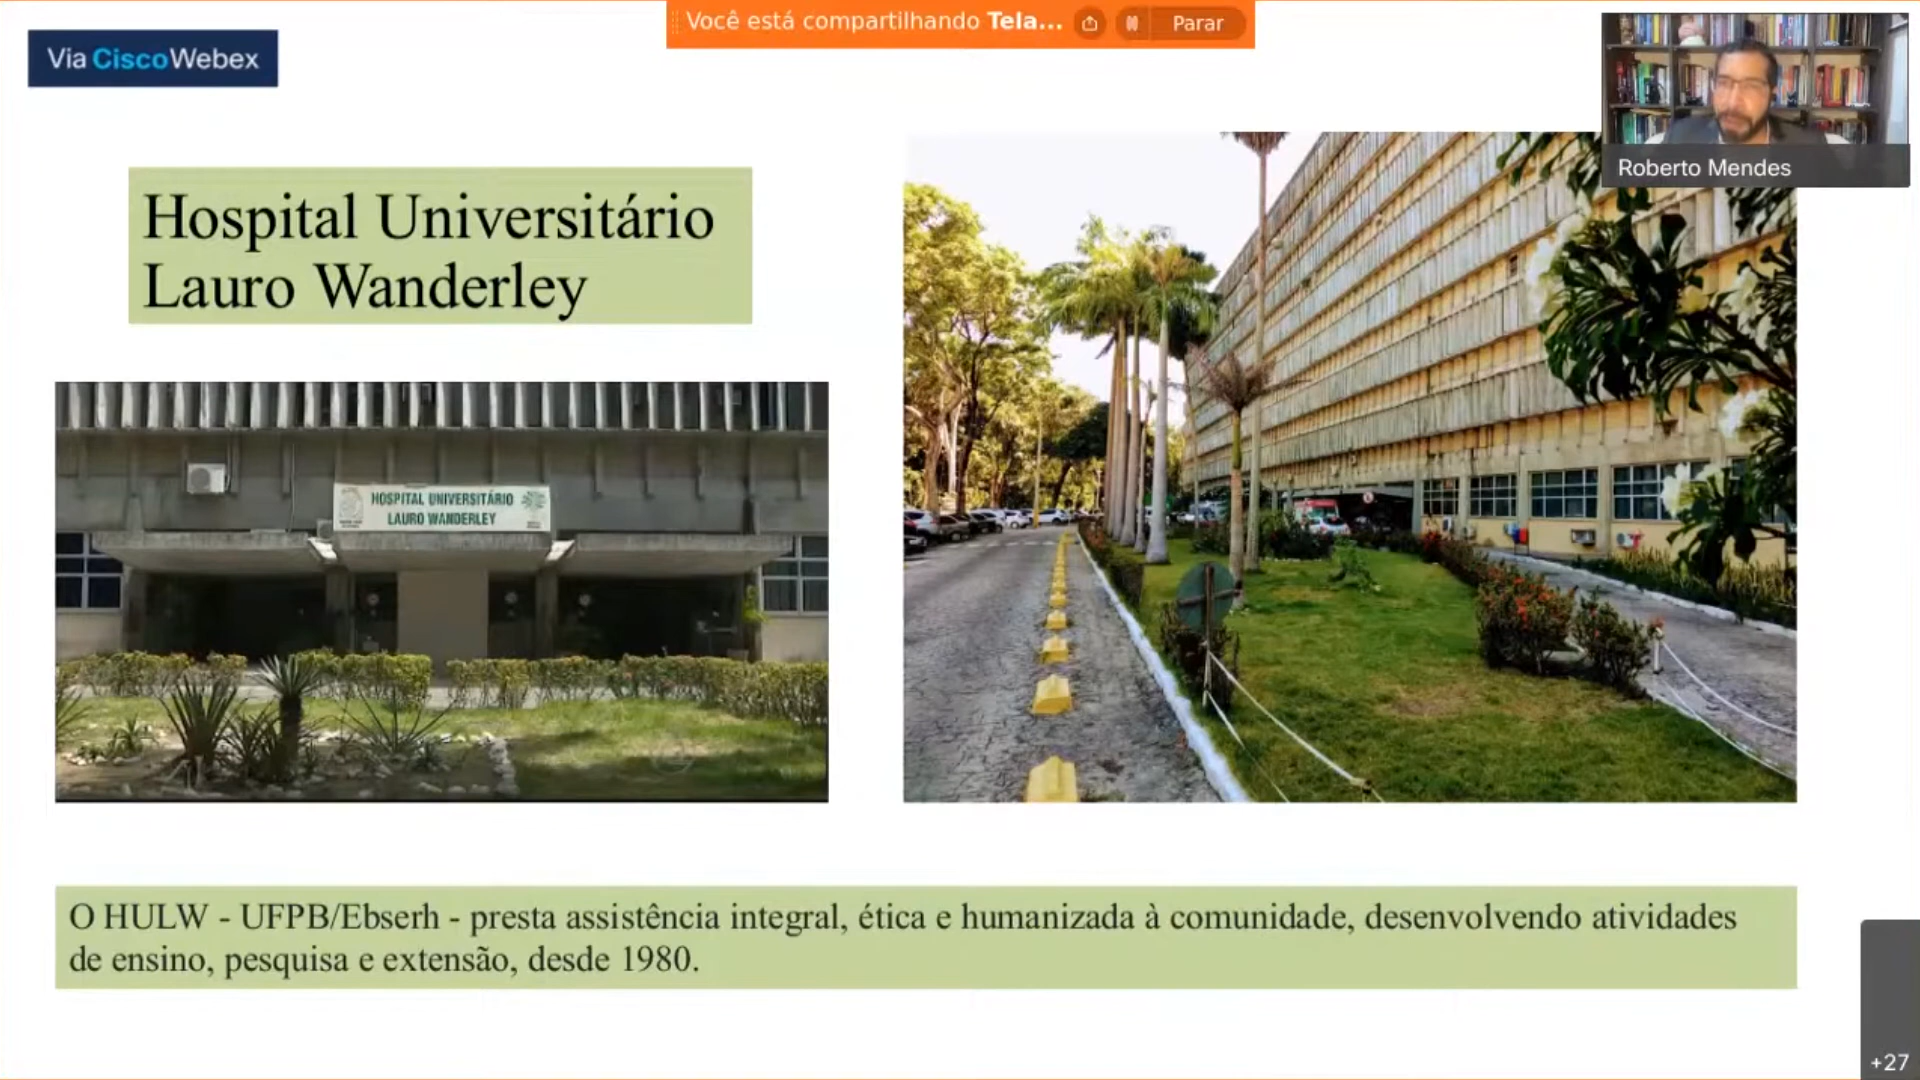 Você está compartilhando Tela...
Parar
Via CiscoWebex
Roberto Mendes
Hospital Universitário
Lauro Wanderley
HOSPITAL UNIVERSITÁRIO
LAURO WANDERLEY
O HULW - UFPB/Ebserh - presta assistência integral, ética e humanizada à comunidade, desenvolvendo atividades
de ensino, pesquisa e extensão, desde 1980.
+27